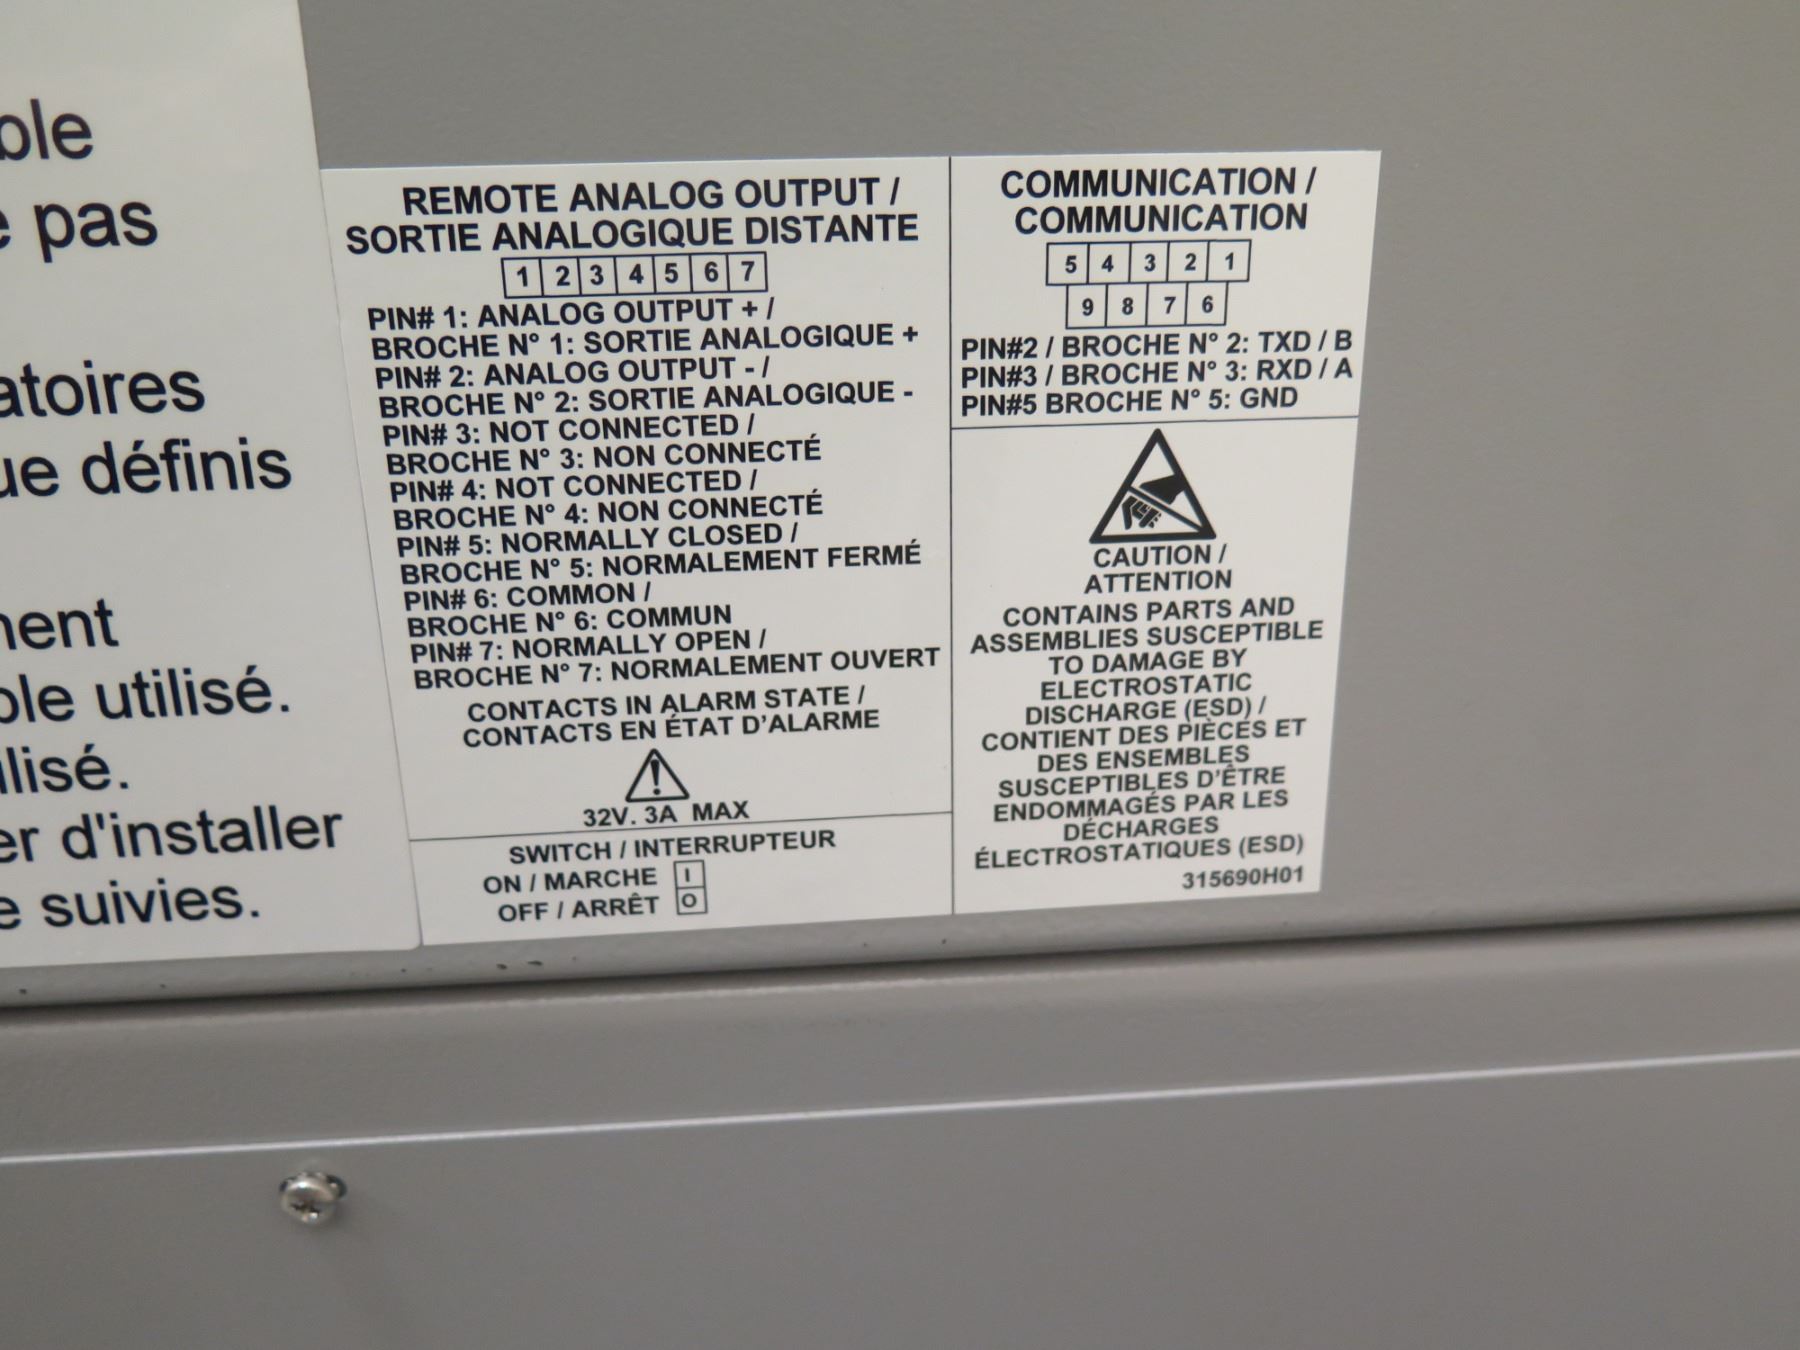 ble
e pas
atoires
ue définis
ment
ble utilisé.
ilisé.
er d'installer
e suivies.
REMOTE ANALOG OUTPUT /
SORTIE ANALOGIQUE DISTANTE
1 2 3 4 5 6 7
PIN# 1: ANALOG OUTPUT + /
BROCHE N° 1: SORTIE ANALOGIQUE +
PIN# 2: ANALOG OUTPUT - /
BROCHE N° 2: SORTIE ANALOGIQUE -
PIN# 3: NOT CONNECTED /
BROCHE N° 3: NON CONNECTÉ
PIN# 4: NOT CONNECTED /
BROCHE N° 4: NON CONNECTÉ
PIN# 5: NORMALLY CLOSED /
BROCHE N° 5: NORMALEMENT FERMÉ
PIN# 6: COMMON /
BROCHE N° 6: COMMUN
PIN# 7: NORMALLY OPEN /
BROCHE N° 7: NORMALEMENT OUVERT
CONTACTS IN ALARM STATE /
CONTACTS EN ÉTAT D'ALARME
32V. 3A MAX
SWITCH / INTERRUPTEUR
ON / MARCHE I
OFF / ARRÊT O
COMMUNICATION /
COMMUNICATION
5 4 3 2 1
9 8 7 6
PIN#2 / BROCHE N° 2: TXD / B
PIN#3 / BROCHE N° 3: RXD / A
PIN#5 BROCHE N° 5: GND
CAUTION /
ATTENTION
CONTAINS PARTS AND
ASSEMBLIES SUSCEPTIBLE
TO DAMAGE BY
ELECTROSTATIC
DISCHARGE (ESD) /
CONTIENT DES PIÈCES ET
DES ENSEMBLES
SUSCEPTIBLES D'ÊTRE
ENDOMMAGÉS PAR LES
DÉCHARGES
ÉLECTROSTATIQUES (ESD)
315690H01